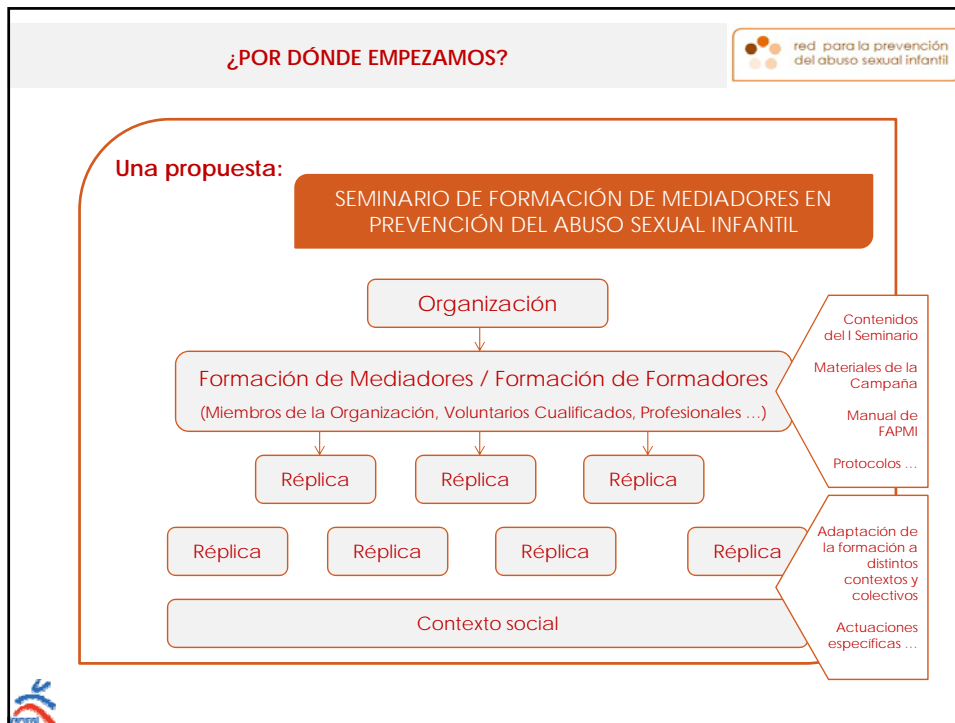 ¿POR DÓNDE EMPEZAMOS?
red para la prevención
del abuso sexual infantil
Una propuesta:
SEMINARIO DE FORMACIÓN DE MEDIADORES EN
PREVENCIÓN DEL ABUSO SEXUAL INFANTIL
Organización
Formación de Mediadores / Formación de Formadores
(Miembros de la Organización, Voluntarios Cualificados, Profesionales …)
Contenidos
del I Seminario
Materiales de la
Campaña
Manual de
FAPMI
Protocolos …
Réplica
Réplica
Réplica
Réplica
Réplica
Réplica
Réplica
Adaptación de
la formación a
distintos
contextos y
colectivos
Actuaciones
específicas …
Contexto social